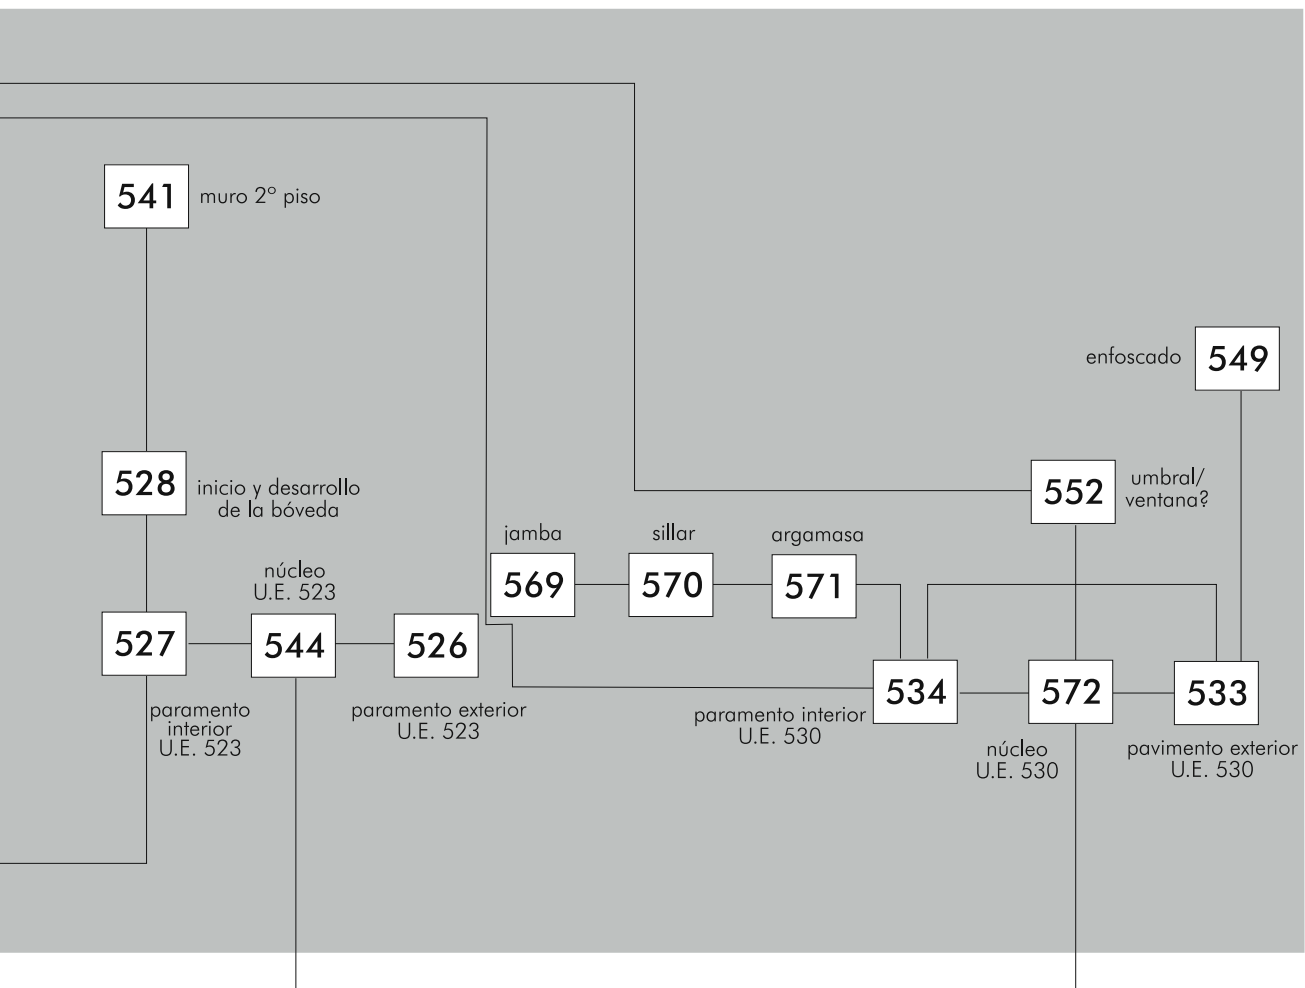 541
muro 2º piso
enfoscado
549
528
inicio y desarrollo
de la bóveda
552
umbral/
ventana?
jamba
sillar
argamasa
569
570
571
núcleo
U.E. 523
527
544
526
534
572
533
paramento
interior
U.E. 523
paramento exterior
U.E. 523
paramento interior
U.E. 530
núcleo
U.E. 530
pavimento exterior
U.E. 530